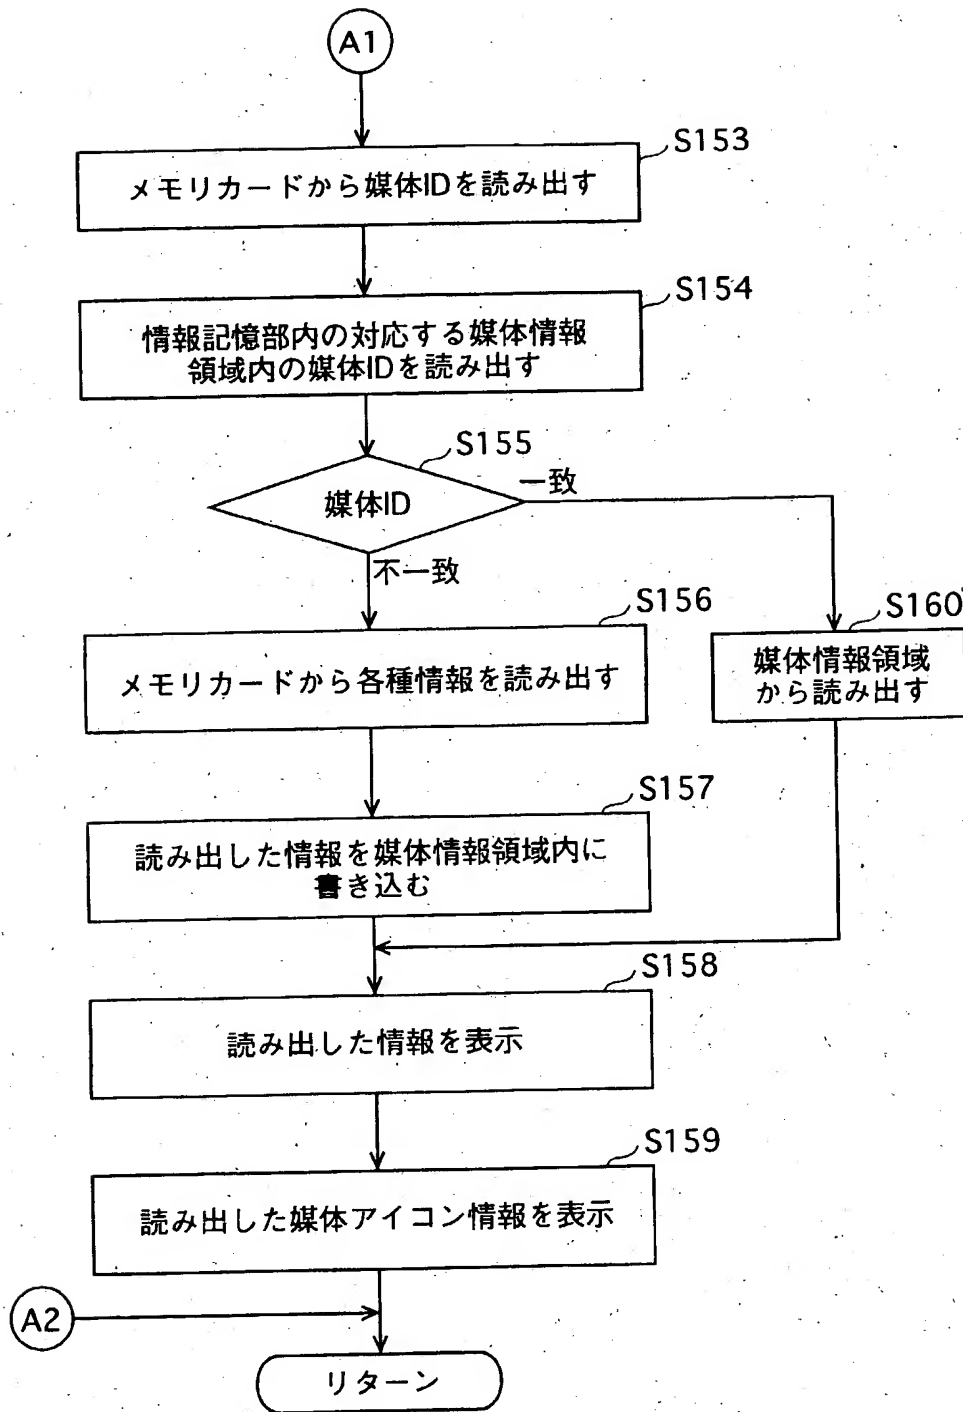 A1
S153
メモリカードから媒体IDを読み出す
S154
情報記憶部内の対応する媒体情報
領域内の媒体IDを読み出す
S155
媒体ID
一致
不一致
S156
メモリカードから各種情報を読み出す
S160
媒体情報領域
から読み出す
S157
読み出した情報を媒体情報領域内に
書き込む
S158
読み出した情報を表示
S159
読み出した媒体アイコン情報を表示
A2
リターン